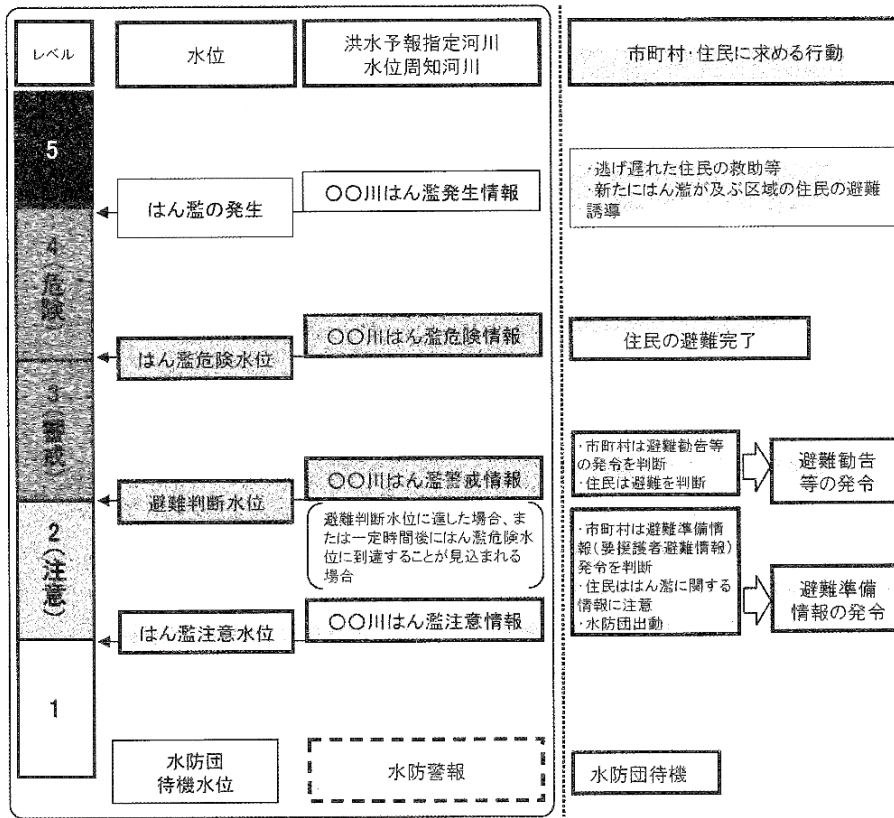 レベル
水位
洪水予報指定河川
水位周知河川
市町村・住民に求める行動
5
はん濫の発生
〇〇川はん濫発生情報
・逃げ遅れた住民の救助等
・新たにはん濫が及ぶ区域の住民の避難
誘導
4(危険)
はん濫危険水位
〇〇川はん濫危険情報
住民の避難完了
3(警戒)
避難判断水位
〇〇川はん濫警戒情報
避難判断水位に達した場合、ま
たは一定時間後にはん濫危険水
位に到達することが見込まれる
場合
・市町村は避難勧告等
の発令を判断
・住民は避難を判断
避難勧告
等の発令
2(注意)
はん濫注意水位
〇〇川はん濫注意情報
・市町村は避難準備情
報(要援護者避難情報)
発令を判断
・住民ははん濫に関する
情報に注意
・水防団出動
避難準備
情報の発令
1
水防団
待機水位
水防警報
水防団待機